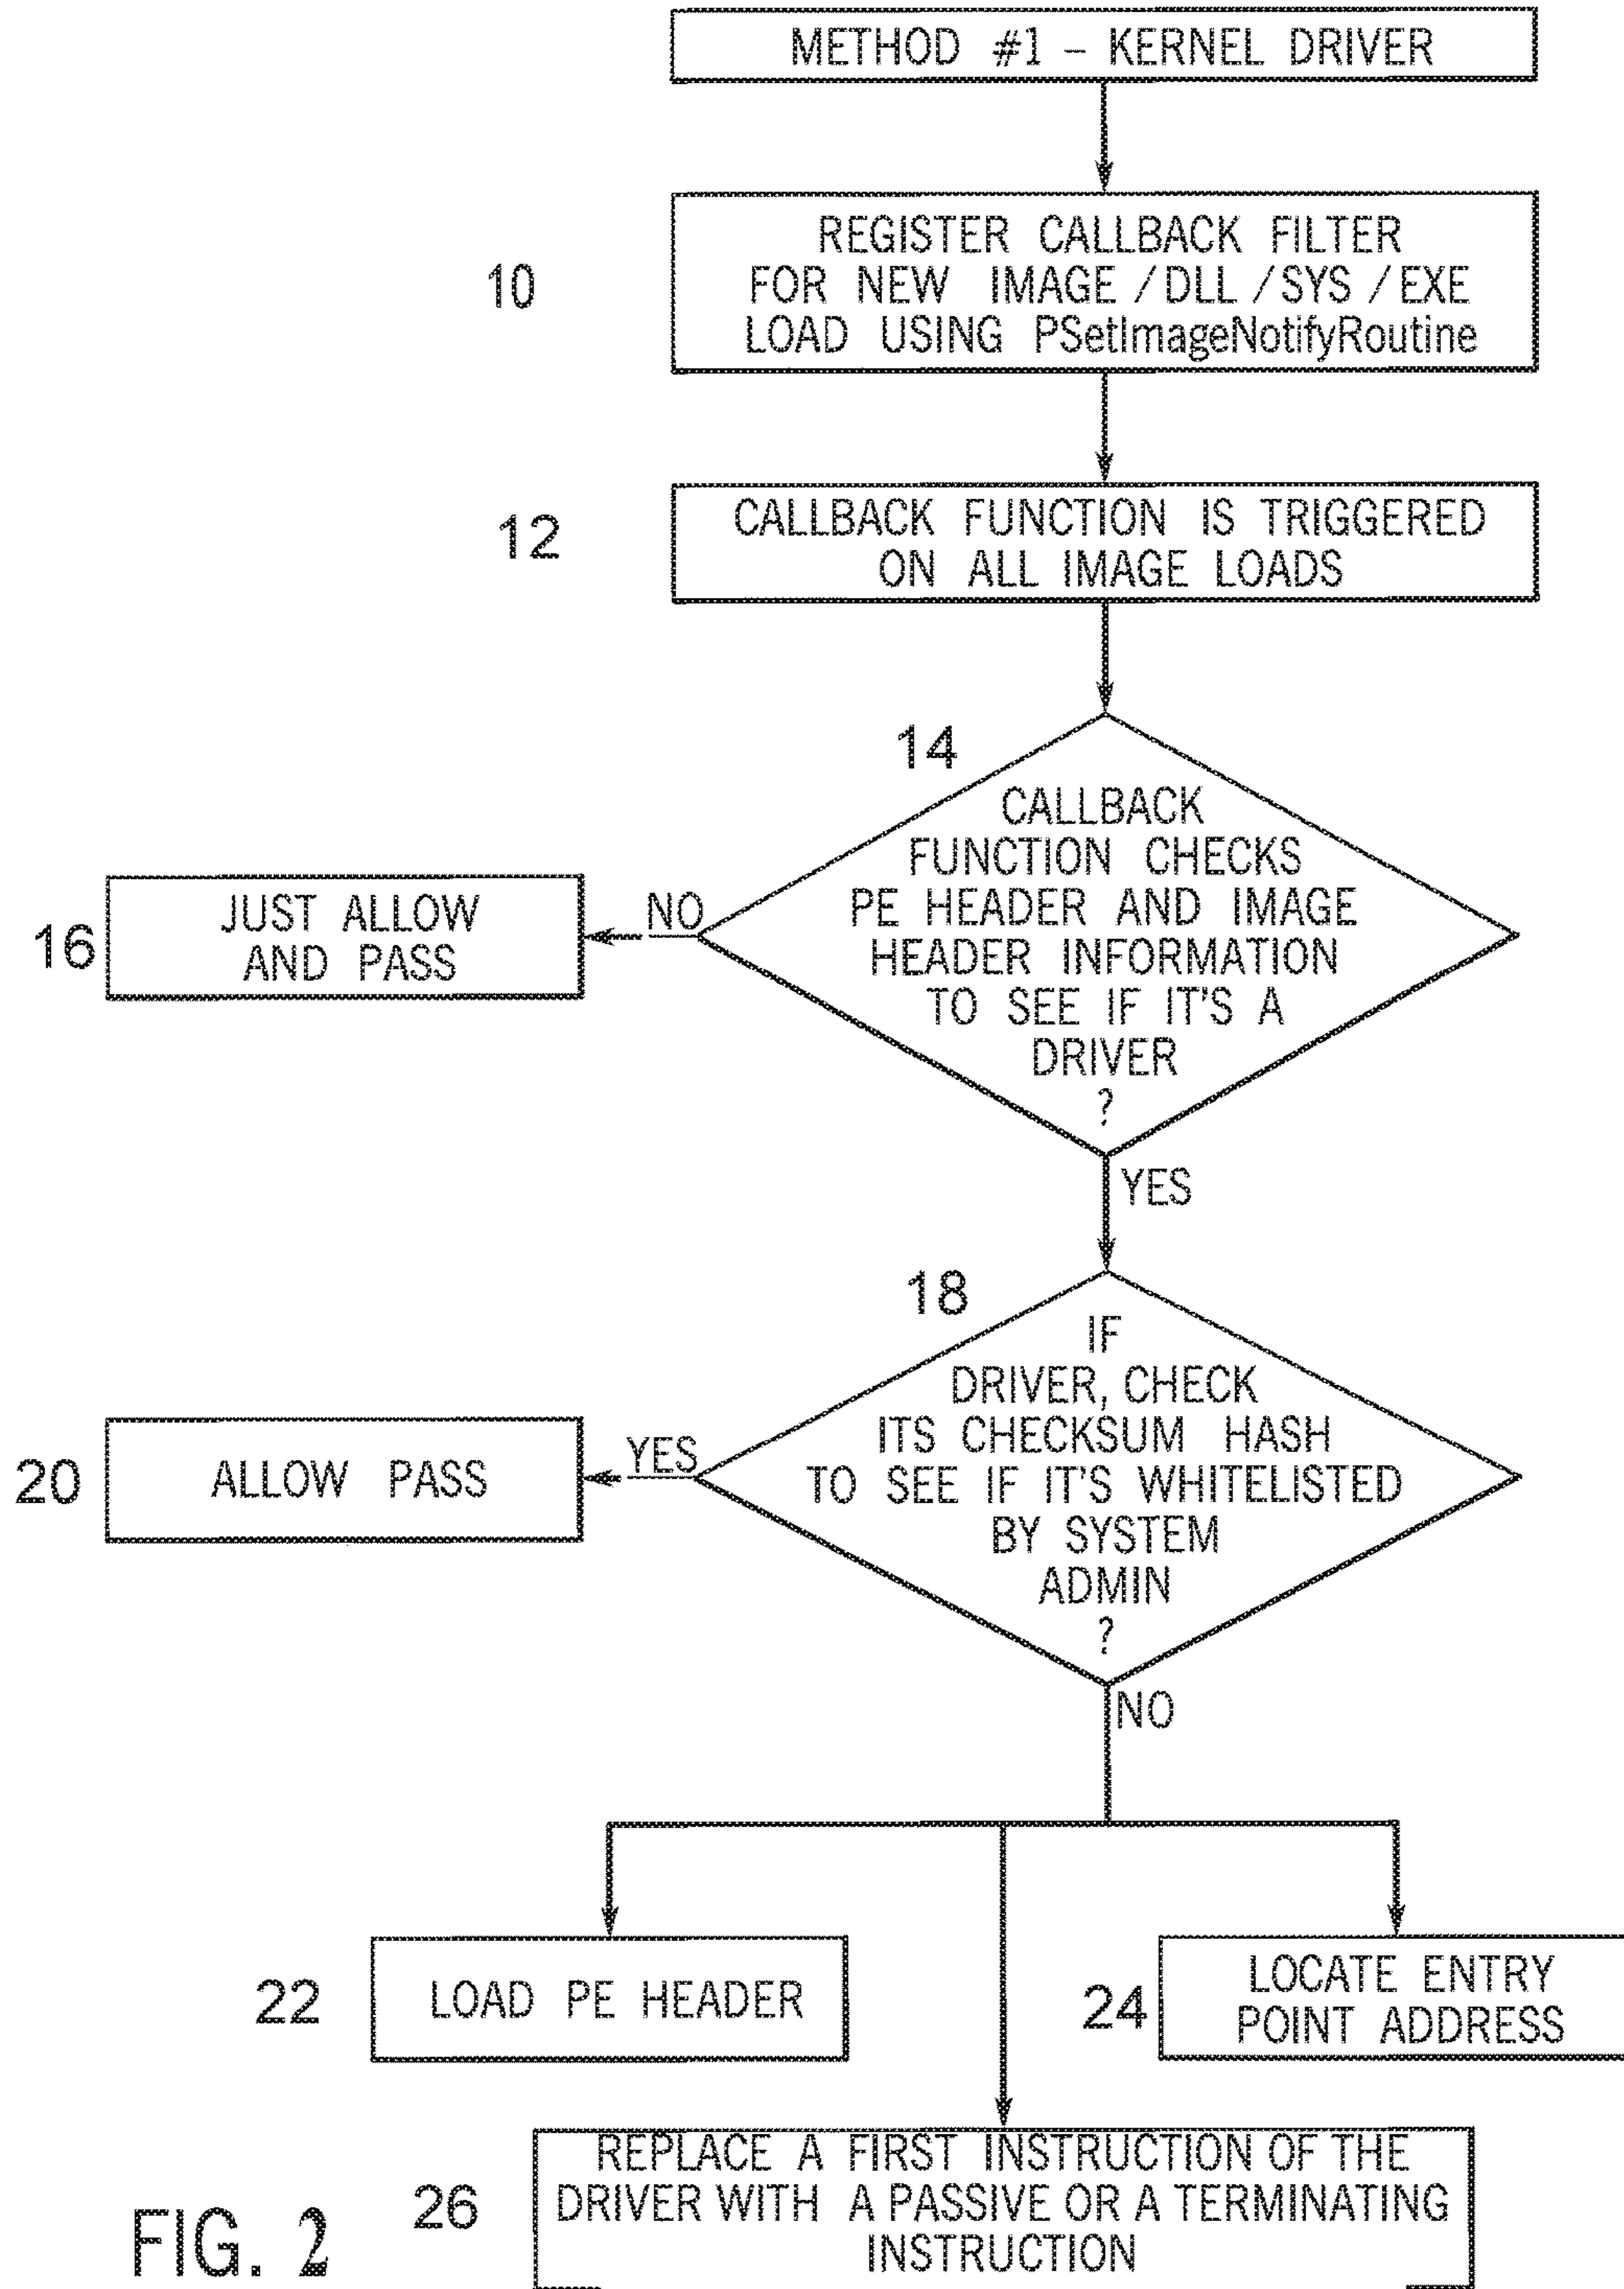 METHOD #1 – KERNEL DRIVER
10
REGISTER CALLBACK FILTER
FOR NEW IMAGE / DLL / SYS / EXE
LOAD USING PSetImageNotifyRoutine
12
CALLBACK FUNCTION IS TRIGGERED
ON ALL IMAGE LOADS
14
CALLBACK
FUNCTION CHECKS
PE HEADER AND IMAGE
HEADER INFORMATION
TO SEE IF IT'S A
DRIVER
?
NO
16
JUST ALLOW
AND PASS
YES
18
IF
DRIVER, CHECK
ITS CHECKSUM HASH
TO SEE IF IT'S WHITELISTED
BY SYSTEM
ADMIN
?
YES
20
ALLOW PASS
NO
22
LOAD PE HEADER
24
LOCATE ENTRY
POINT ADDRESS
26
REPLACE A FIRST INSTRUCTION OF THE
DRIVER WITH A PASSIVE OR A TERMINATING
INSTRUCTION
FIG. 2